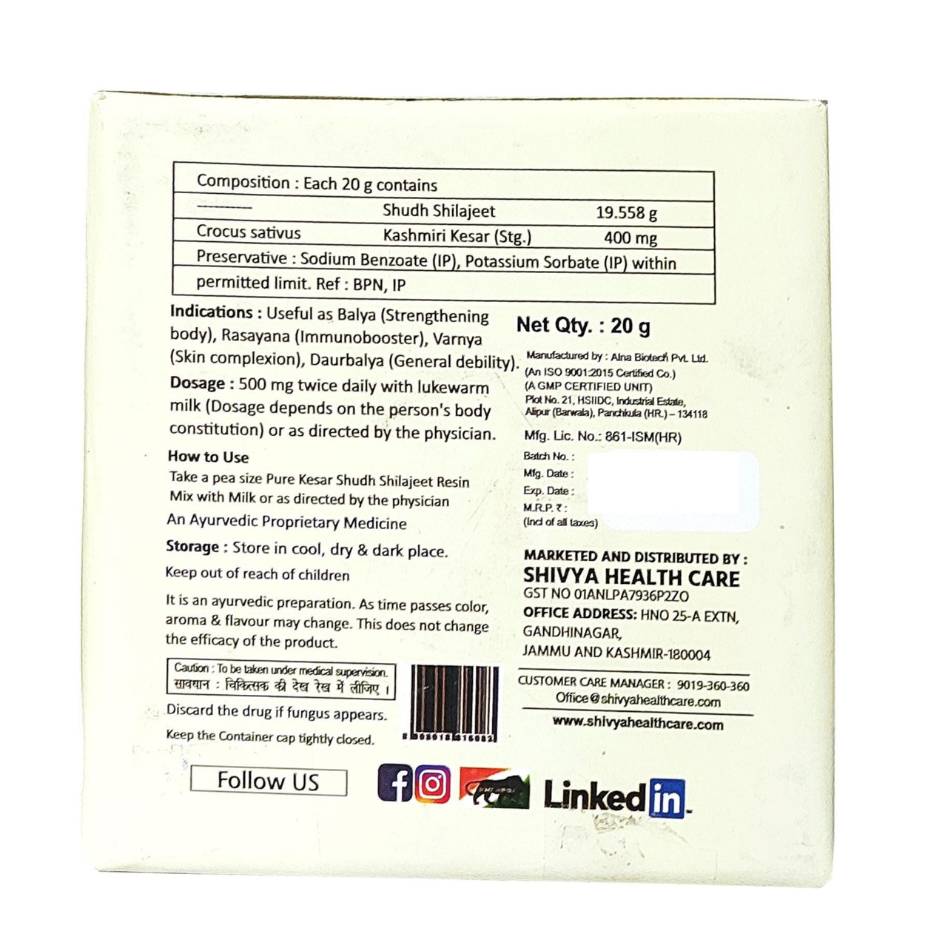 Composition : Each 20 g contains
Shudh Shilajeet 19.558 g
Crocus sativus Kashmiri Kesar (Stg.) 400 mg
Preservative : Sodium Benzoate (IP), Potassium Sorbate (IP) within
permitted limit. Ref : BPN, IP
Indications : Useful as Balya (Strengthening
body), Rasayana (Immunobooster), Varnya
(Skin complexion), Daurbalya (General debility).
Dosage : 500 mg twice daily with lukewarm
milk (Dosage depends on the person's body
constitution) or as directed by the physician.
How to Use
Take a pea size Pure Kesar Shudh Shilajeet Resin
Mix with Milk or as directed by the physician
An Ayurvedic Proprietary Medicine
Storage : Store in cool, dry & dark place.
Keep out of reach of children
It is an ayurvedic preparation. As time passes color,
aroma & flavour may change. This does not change
the efficacy of the product.
Caution : To be taken under medical supervision.
सावधान : चिकित्सक की देख रेख में लीजिए ।
Discard the drug if fungus appears.
Keep the Container cap tightly closed.
Net Qty. : 20 g
Manufactured by : Alna Biotech Pvt. Ltd.
(An ISO 9001:2015 Certified Co.)
(A GMP CERTIFIED UNIT)
Plot No. 21, HSIIDC, Industrial Estate,
Alipur (Barwala), Panchkula (HR.) – 134118
Mfg. Lic. No.: 861-ISM(HR)
Batch No. :
Mfg. Date :
Exp. Date :
M.R.P. ₹ :
(Incl of all taxes)
MARKETED AND DISTRIBUTED BY :
SHIVYA HEALTH CARE
GST NO 01ANLPA7936P2ZO
OFFICE ADDRESS: HNO 25-A EXTN,
GANDHINAGAR,
JAMMU AND KASHMIR-180004
CUSTOMER CARE MANAGER : 9019-360-360
Office@shivyahealthcare.com
www.shivyahealthcare.com
Follow US
Linked in